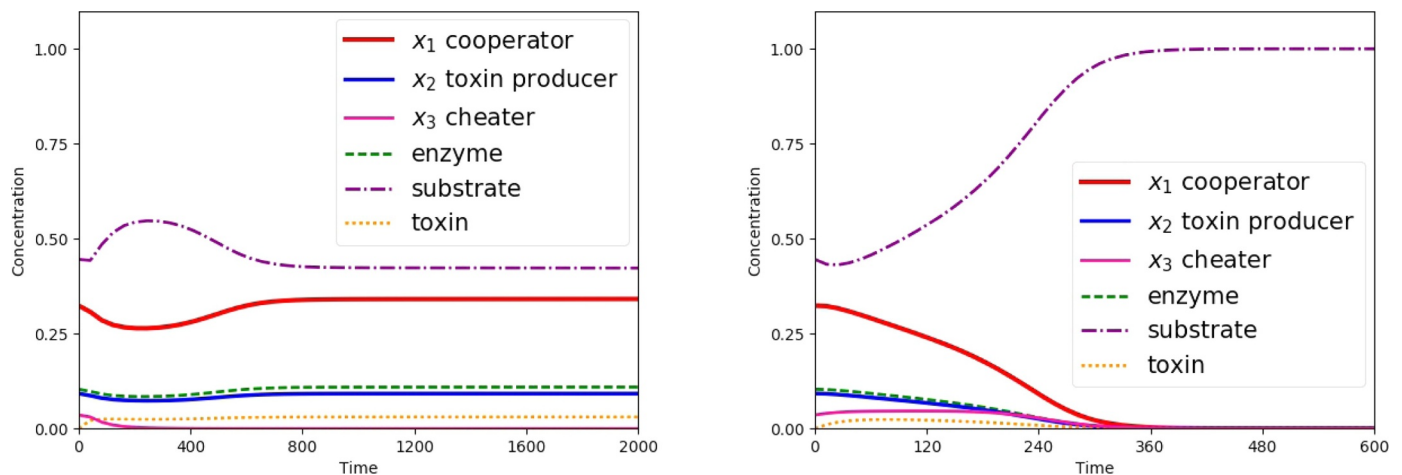 1.00
0.75
0.50
0.25
0.00
Concentration
0
400
800
1200
1600
2000
Time
x₁ cooperator
x₂ toxin producer
x₃ cheater
enzyme
substrate
toxin
1.00
0.75
0.50
0.25
0.00
Concentration
0
120
240
360
480
600
Time
x₁ cooperator
x₂ toxin producer
x₃ cheater
enzyme
substrate
toxin